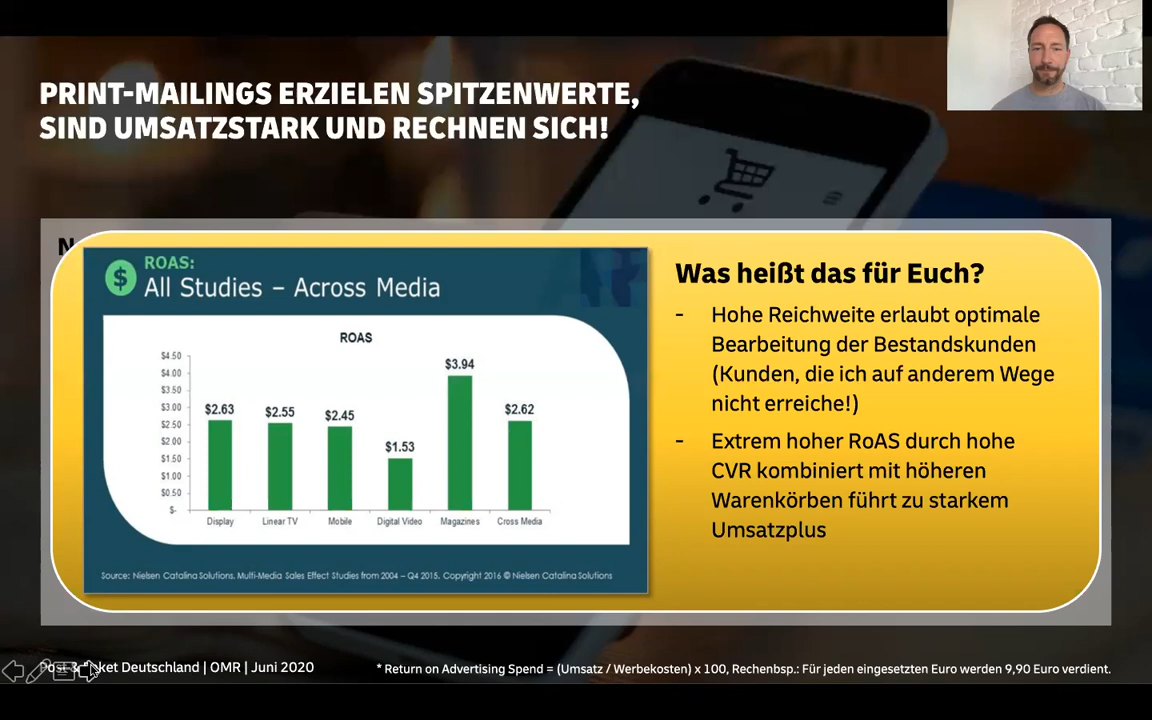 PRINT-MAILINGS ERZIELEN SPITZENWERTE,
SIND UMSATZSTARK UND RECHNEN SICH!
N
$
ROAS:
All Studies – Across Media
ROAS
$4.50
$4.00
$3.50
$3.00
$2.50
$2.00
$1.50
$1.00
$0.50
$-
$2.63
$2.55
$2.45
$1.53
$3.94
$2.62
Display
Linear TV
Mobile
Digital Video
Magazines
Cross Media
Source: Nielsen Catalina Solutions, Multi-Media Sales Effect Studies from 2004 – Q4 2015. Copyright 2016 © Nielsen Catalina Solutions
Was heißt das für Euch?
- Hohe Reichweite erlaubt optimale
Bearbeitung der Bestandskunden
(Kunden, die ich auf anderem Wege
nicht erreiche!)
- Extrem hoher RoAS durch hohe
CVR kombiniert mit höheren
Warenkörben führt zu starkem
Umsatzplus
Deutschland | OMR | Juni 2020
* Return on Advertising Spend = (Umsatz / Werbekosten) x 100, Rechenbsp.: Für jeden eingesetzten Euro werden 9,90 Euro verdient.